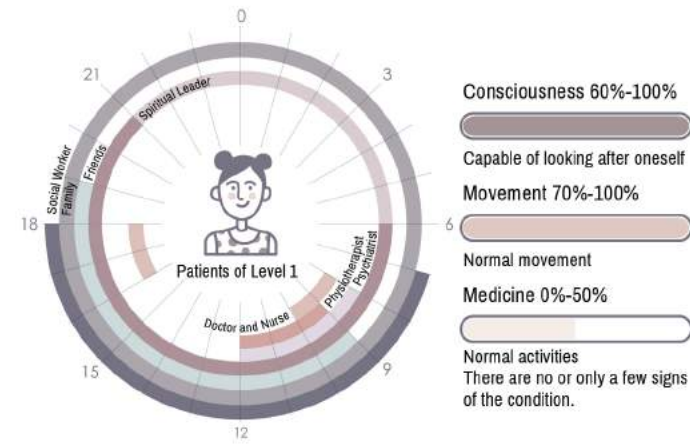 0
3
6
9
12
15
18
21
Spiritual Leader
Friends
Family
Social Worker
Physiotherapist
Psychiatrist
Doctor and Nurse
Patients of Level 1
Consciousness 60%-100%
Capable of looking after oneself
Movement 70%-100%
Normal movement
Medicine 0%-50%
Normal activities
There are no or only a few signs
of the condition.